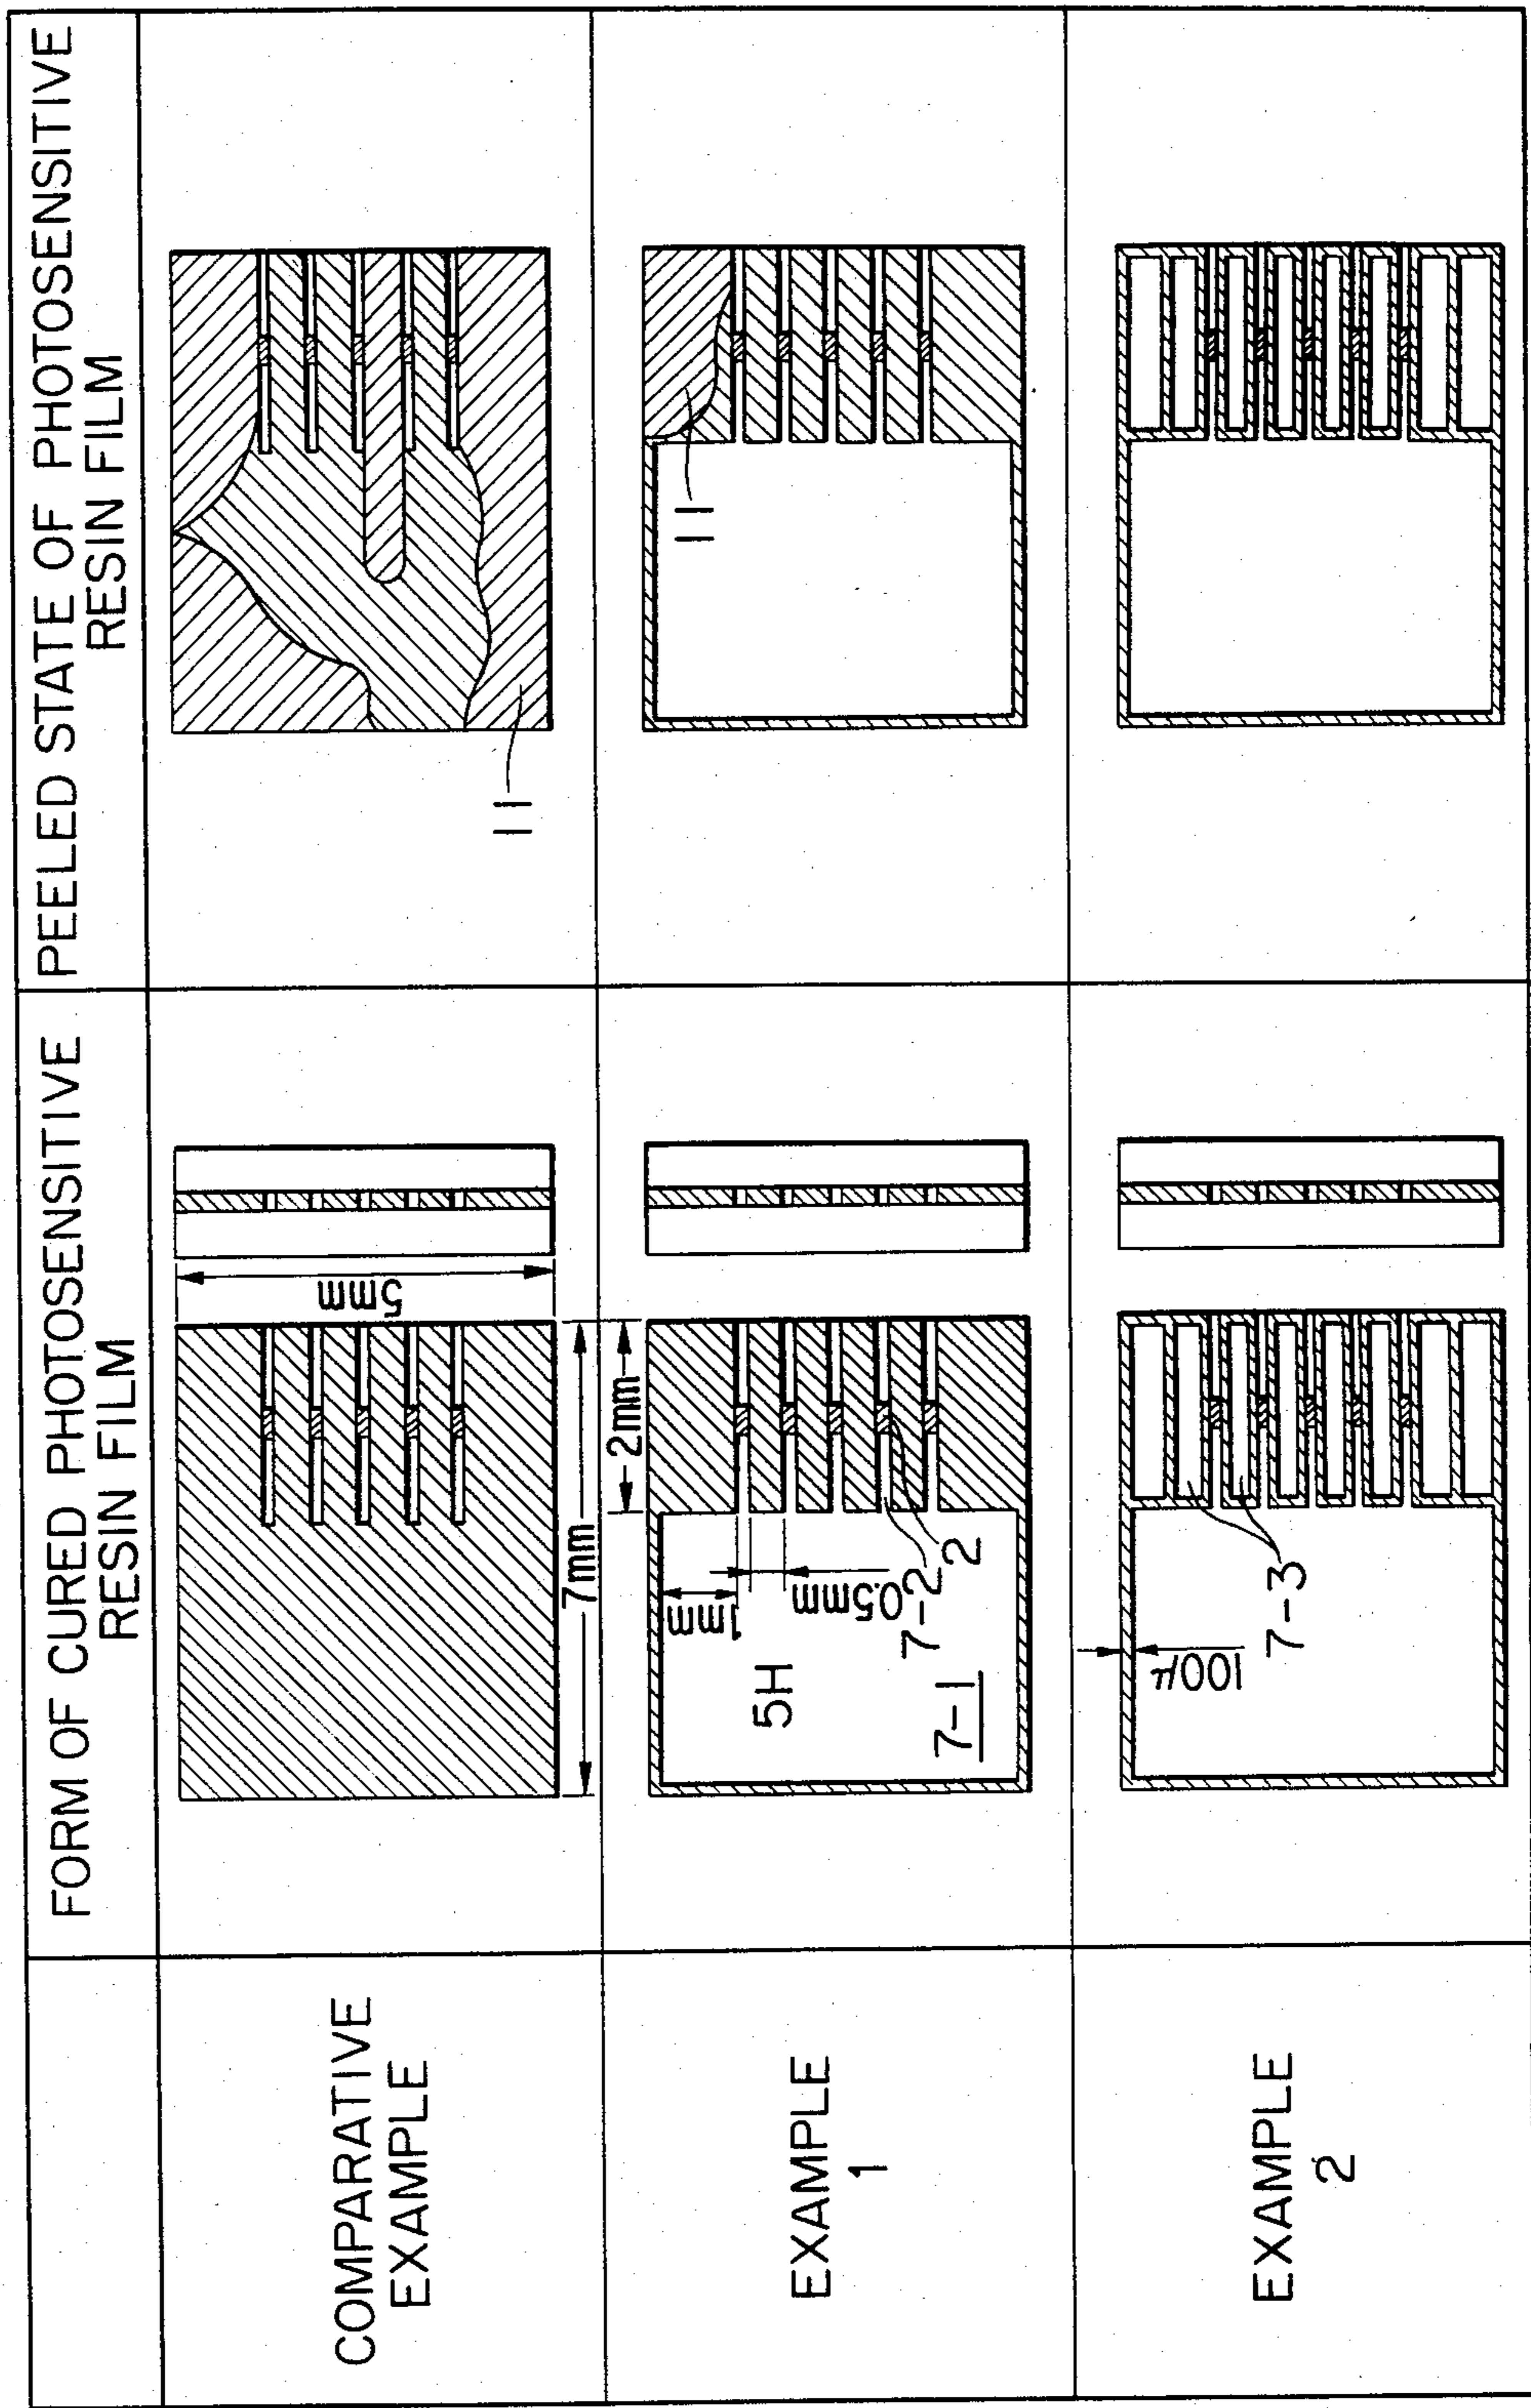 FORM OF CURED PHOTOSENSITIVE
RESIN FILM
PEELED STATE OF PHOTOSENSITIVE
RESIN FILM
COMPARATIVE
EXAMPLE
5mm
7mm
11
EXAMPLE
1
2mm
1mm
0.5mm
5H
7-2
2
7-1
11
EXAMPLE
2
100μ
7-3